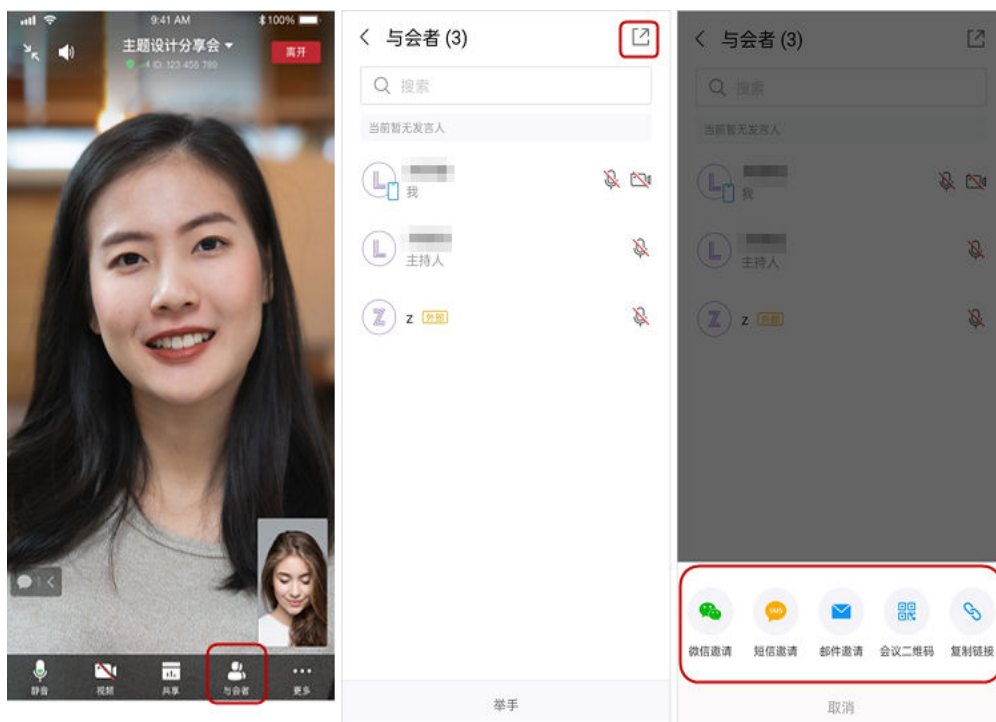 9:41 AM
100%
主题设计分享会
离开
ID: 123 456 789
静音
视频
共享
与会者
更多
与会者 (3)
搜索
当前暂无发言人
L
我
L
主持人
Z
z 外部
举手
与会者 (3)
搜索
当前暂无发言人
L
我
L
主持人
Z
z 外部
SMS
微信邀请
短信邀请
邮件邀请
会议二维码
复制链接
取消